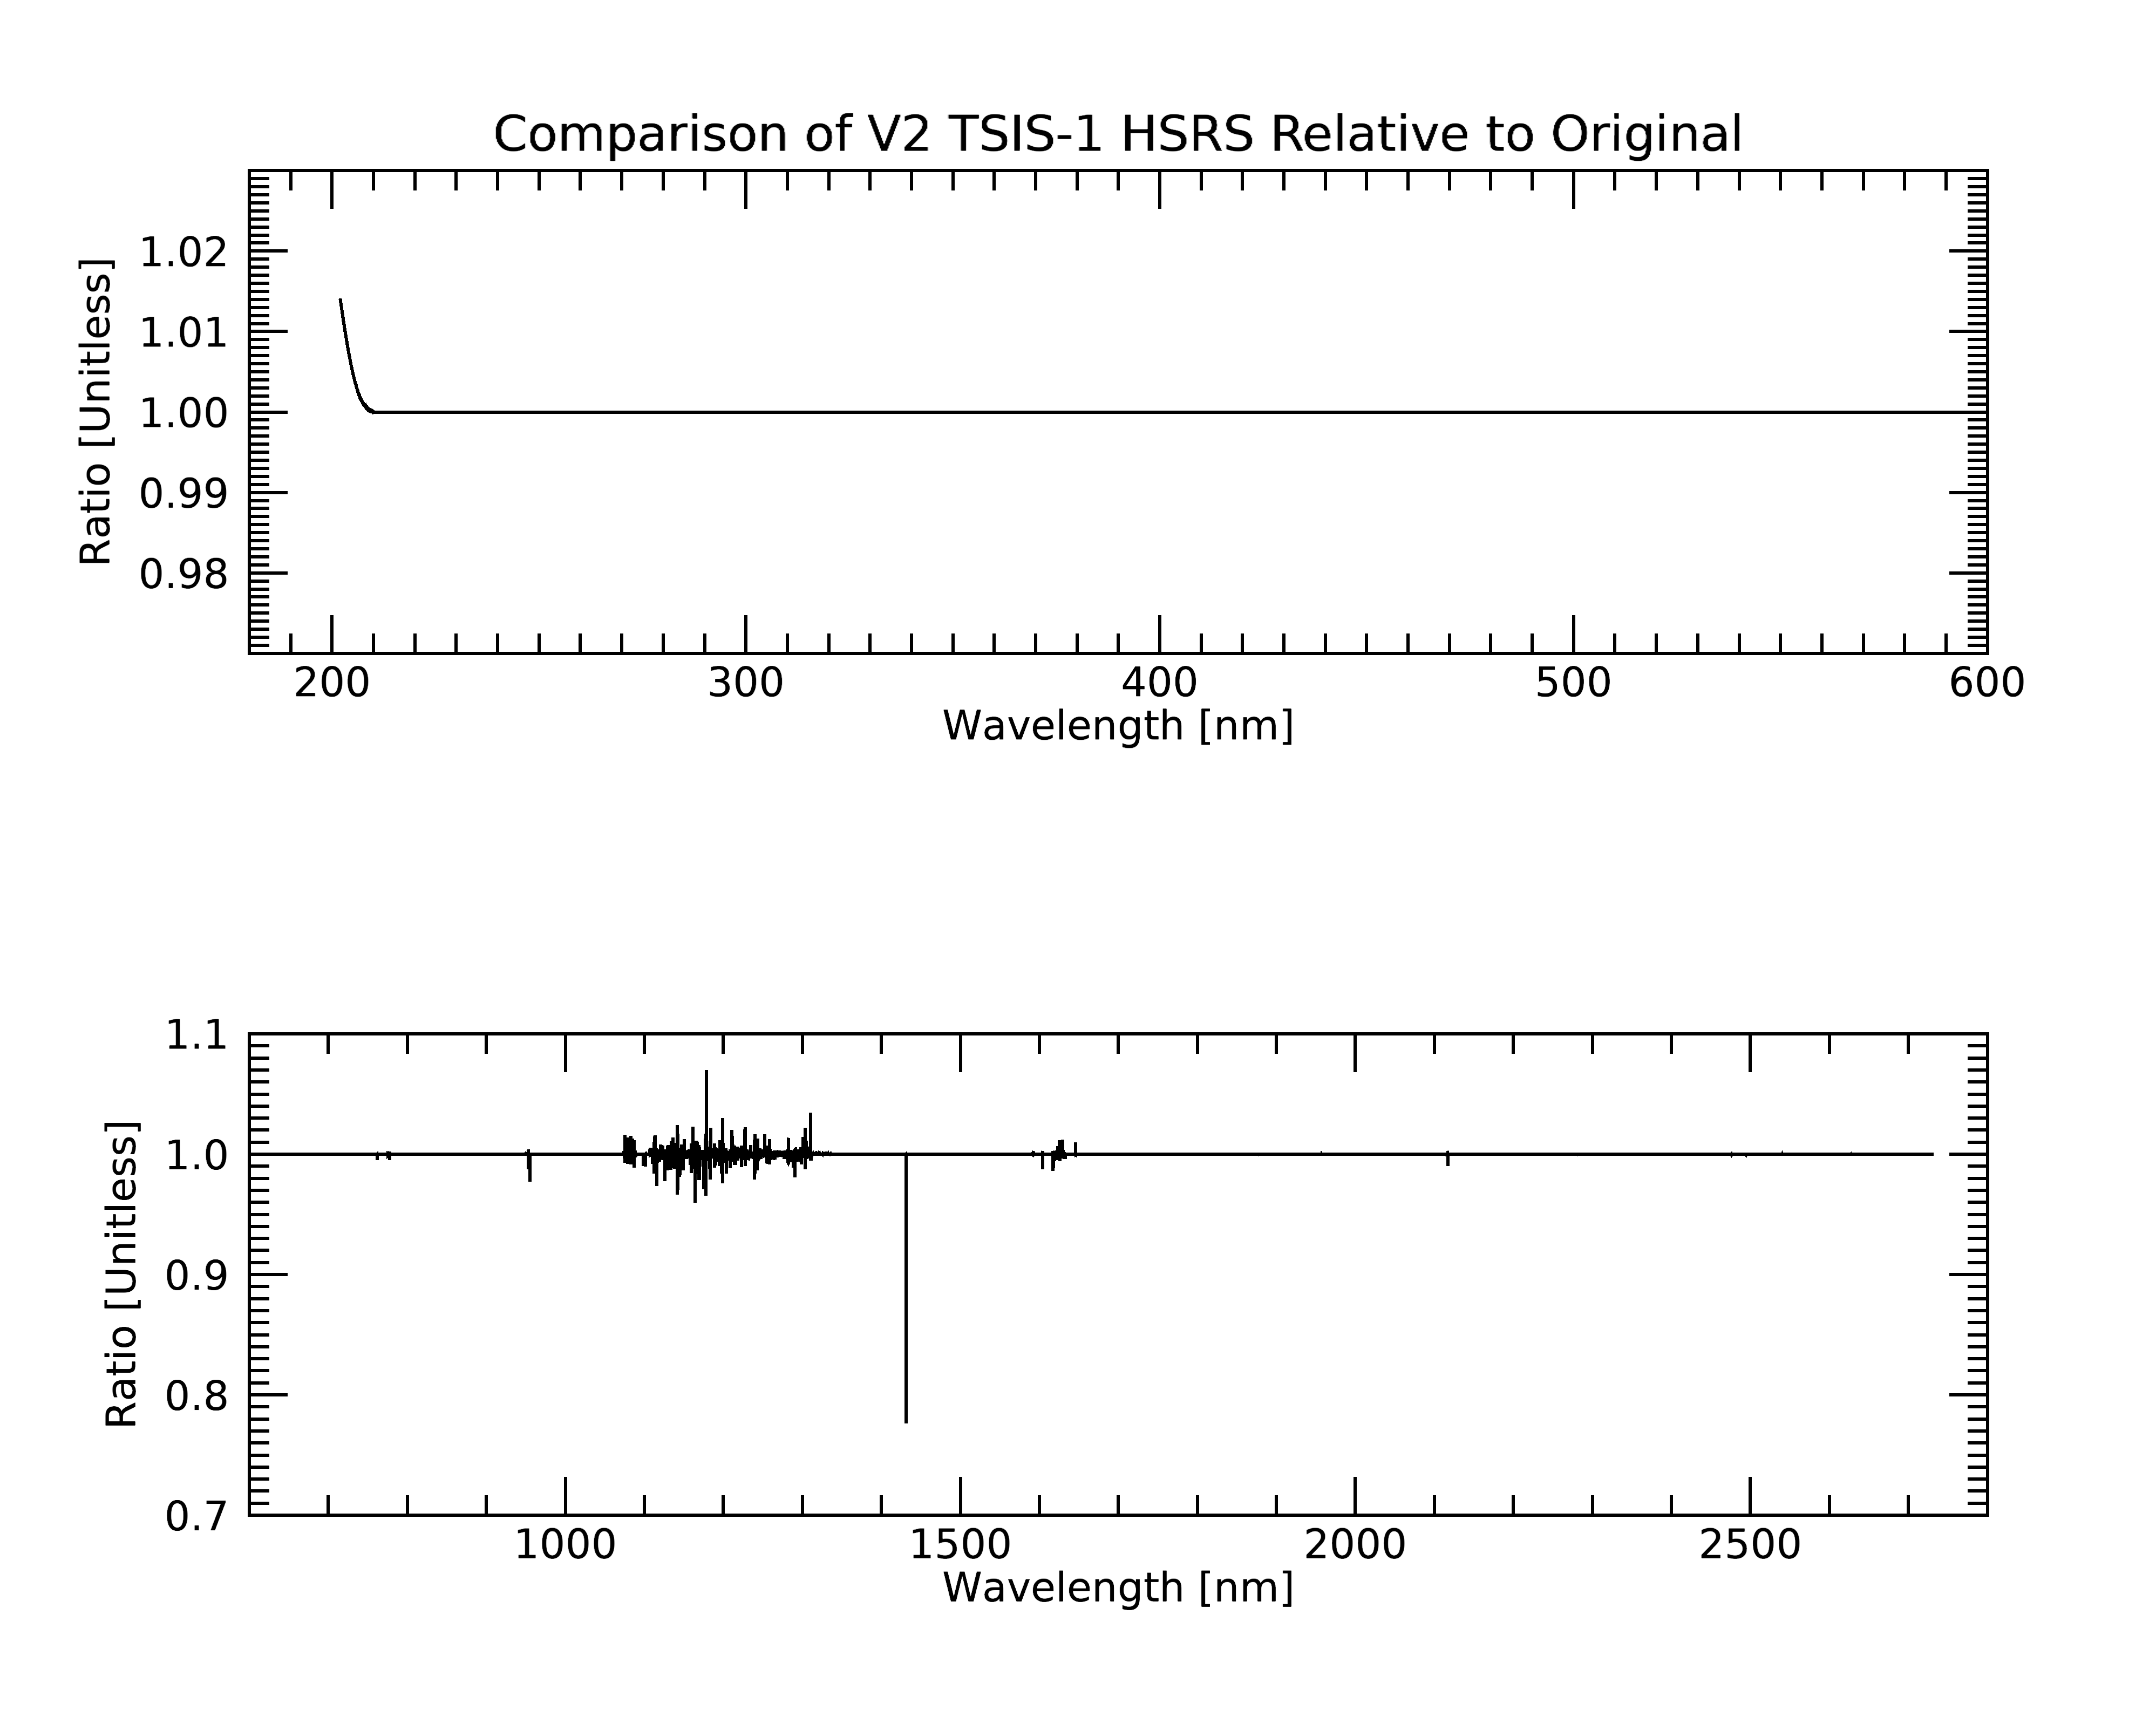 Comparison of V2 TSIS-1 HSRS Relative to Original
Ratio [Unitless]
1.02
1.01
1.00
0.99
0.98
200 300 400 500 600
Wavelength [nm]
Ratio [Unitless]
1.1
1.0
0.9
0.8
0.7
1000 1500 2000 2500
Wavelength [nm]